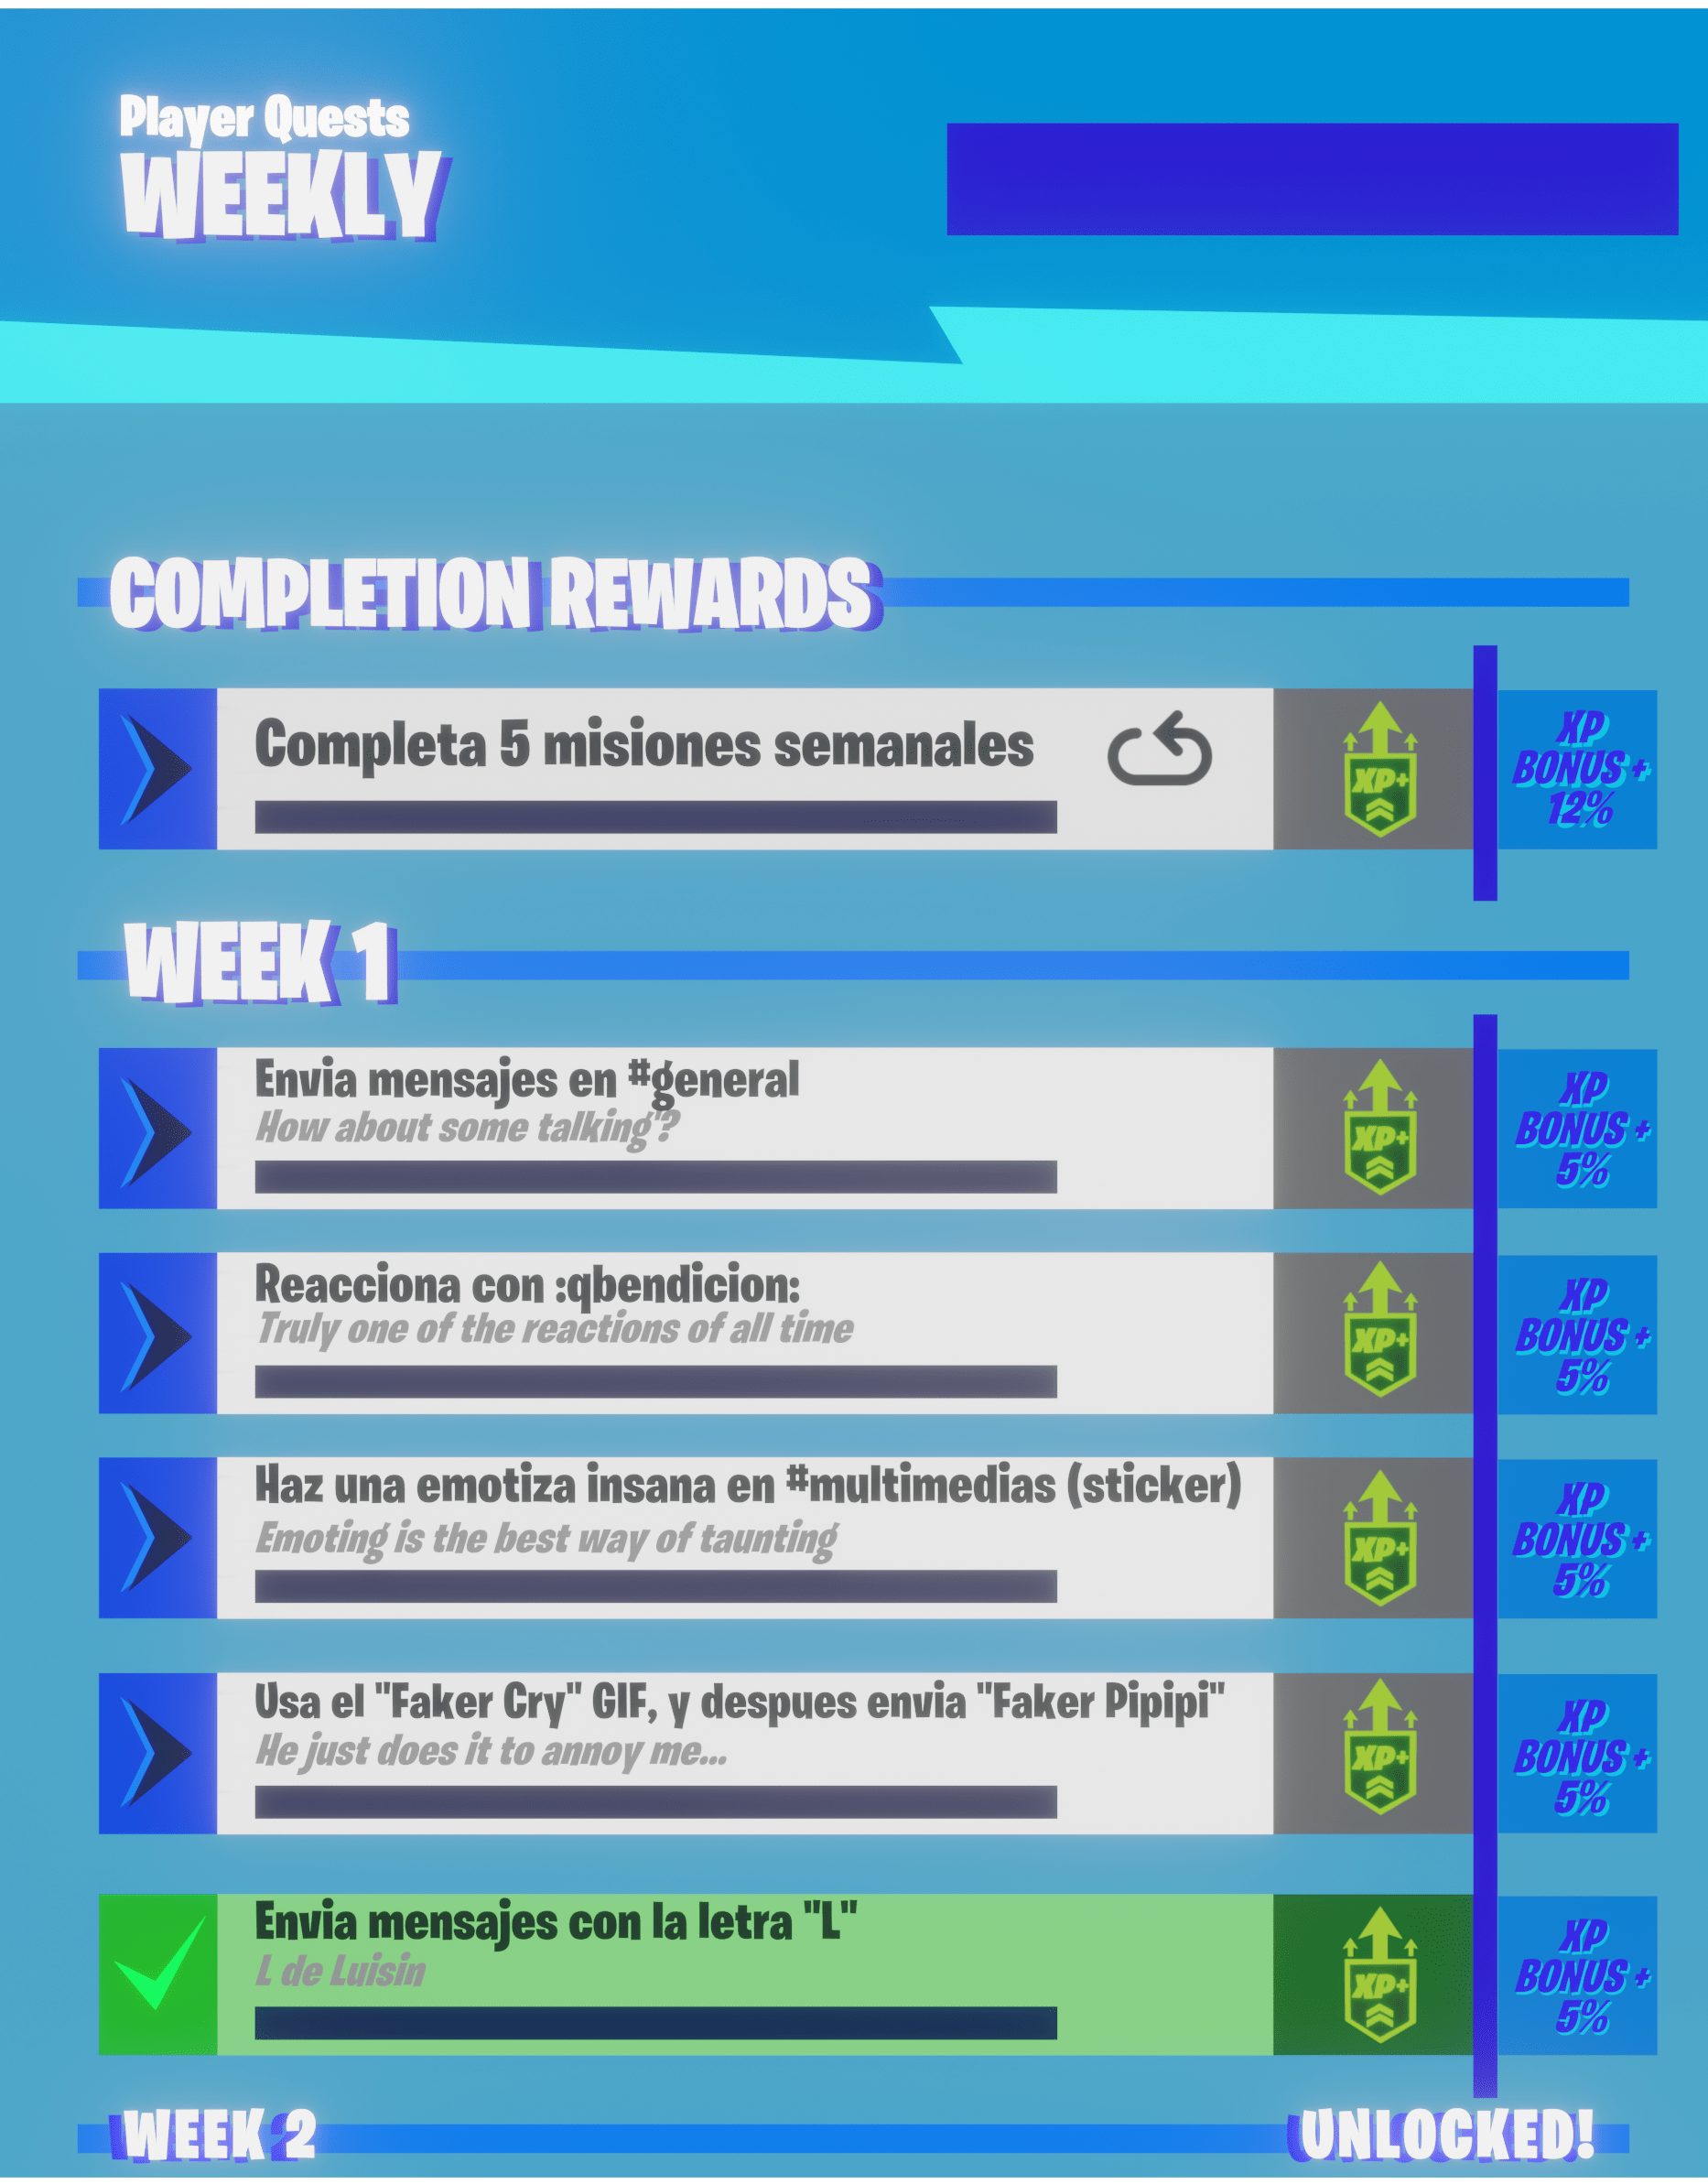 Player Quests
WEEKLY
COMPLETION REWARDS
Completa 5 misiones semanales
XP+
XP
BONUS +
12%
WEEK 1
Envia mensajes en #general
How about some talking?
XP+
XP
BONUS +
5%
Reacciona con :qbendicion:
Truly one of the reactions of all time
XP+
XP
BONUS +
5%
Haz una emotiza insana en #multimedias (sticker)
Emoting is the best way of taunting
XP+
XP
BONUS +
5%
Usa el "Faker Cry" GIF, y despues envia "Faker Pipipi"
He just does it to annoy me...
XP+
XP
BONUS +
5%
Envia mensajes con la letra "L"
L de Luisin
XP+
XP
BONUS +
5%
WEEK 2
UNLOCKED!